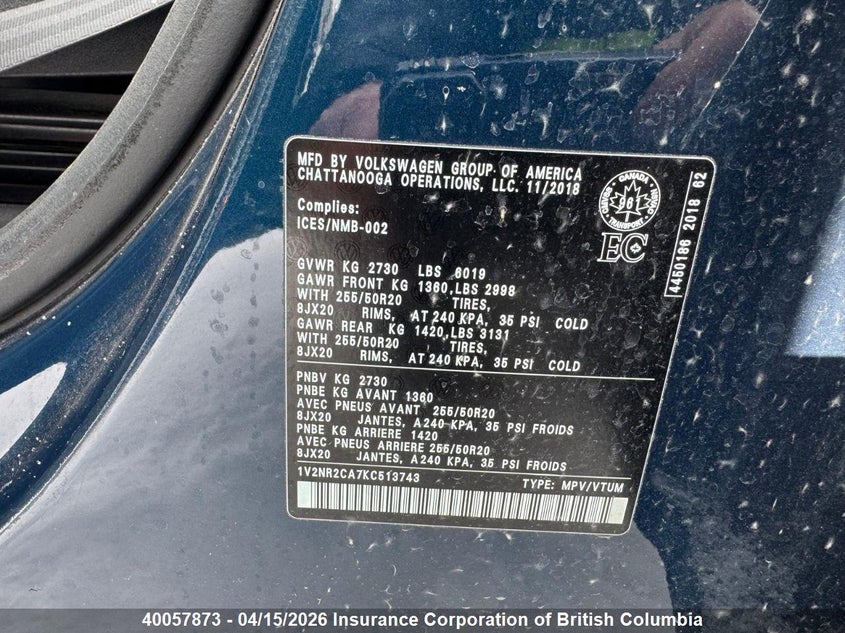 MFD BY VOLKSWAGEN GROUP OF AMERICA
CHATTANOOGA OPERATIONS, LLC. 11/2018
Complies:
ICES/NMB-002
CANADA
61
TRANSPORT
EC
4450186 2018 62
GVWR KG 2730 LBS 6019
GAWR FRONT KG 1360, LBS 2998
WITH 255/50R20 TIRES,
8JX20 RIMS, AT 240 KPA, 35 PSI COLD
GAWR REAR KG 1420, LBS 3131
WITH 255/50R20 TIRES,
8JX20 RIMS, AT 240 KPA, 35 PSI COLD
PNBV KG 2730
PNBE KG AVANT 1360
AVEC PNEUS AVANT 255/50R20
8JX20 JANTES, A 240 KPA, 35 PSI FROIDS
PNBE KG ARRIERE 1420
AVEC PNEUS ARRIERE 255/50R20
8JX20 JANTES, A 240 KPA, 35 PSI FROIDS
1V2NR2CA7KC513743 TYPE: MPV/VTUM
40057873 - 04/15/2026 Insurance Corporation of British Columbia